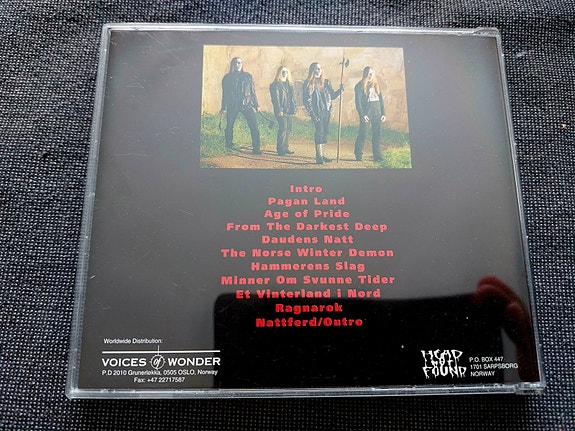 Intro
Pagan Land
Age of Pride
From The Darkest Deep
Daudens Natt
The Norse Winter Demon
Hammerens Slag
Minner Om Svunne Tider
Et Vinterland i Nord
Ragnarok
Nattferd/Outro
Worldwide Distribution:
VOICES of WONDER
P.D 2010 Grunerløkka, 0505 OSLO, Norway
Fax: +47 22717587
HEAD NOT FOUND
P.O. BOX 447
1701 SARPSBORG
NORWAY